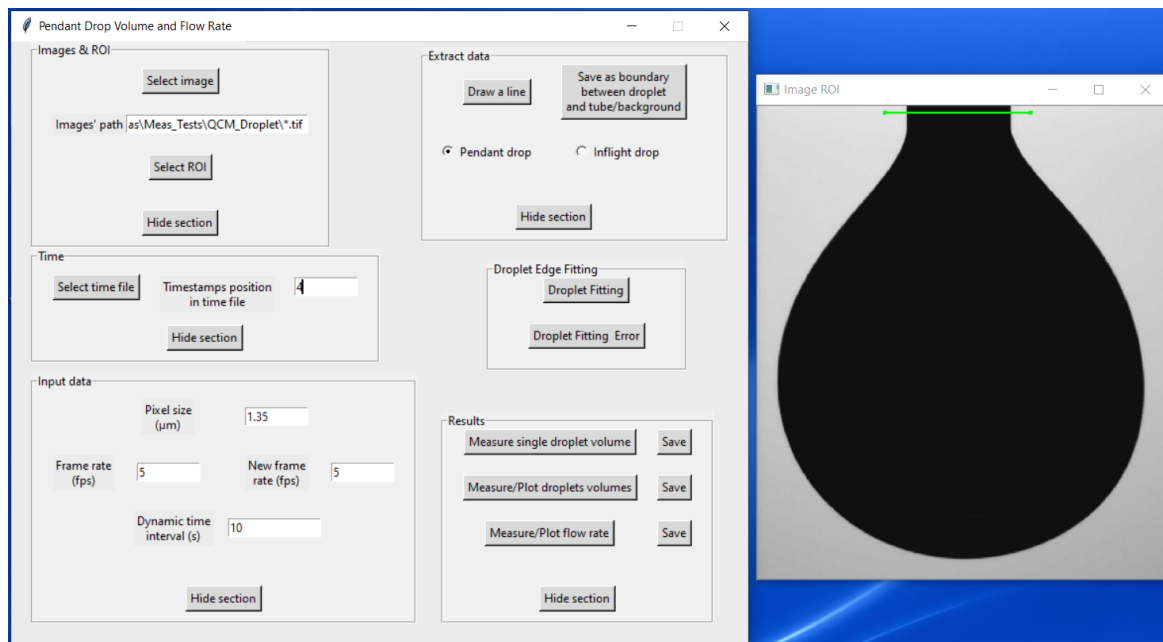 Pendant Drop Volume and Flow Rate
Images & ROI
Select image
Images' path as\Meas_Tests\QCM_Droplet\*.tif
Select ROI
Hide section
Time
Select time file
Timestamps position
in time file
4
Hide section
Input data
Pixel size
(µm)
1.35
Frame rate
(fps)
5
New frame
rate (fps)
5
Dynamic time
interval (s)
10
Hide section
Extract data
Draw a line
Save as boundary
between droplet
and tube/background
Pendant drop
Inflight drop
Hide section
Droplet Edge Fitting
Droplet Fitting
Droplet Fitting Error
Results
Measure single droplet volume
Save
Measure/Plot droplets volumes
Save
Measure/Plot flow rate
Save
Hide section
Image ROI